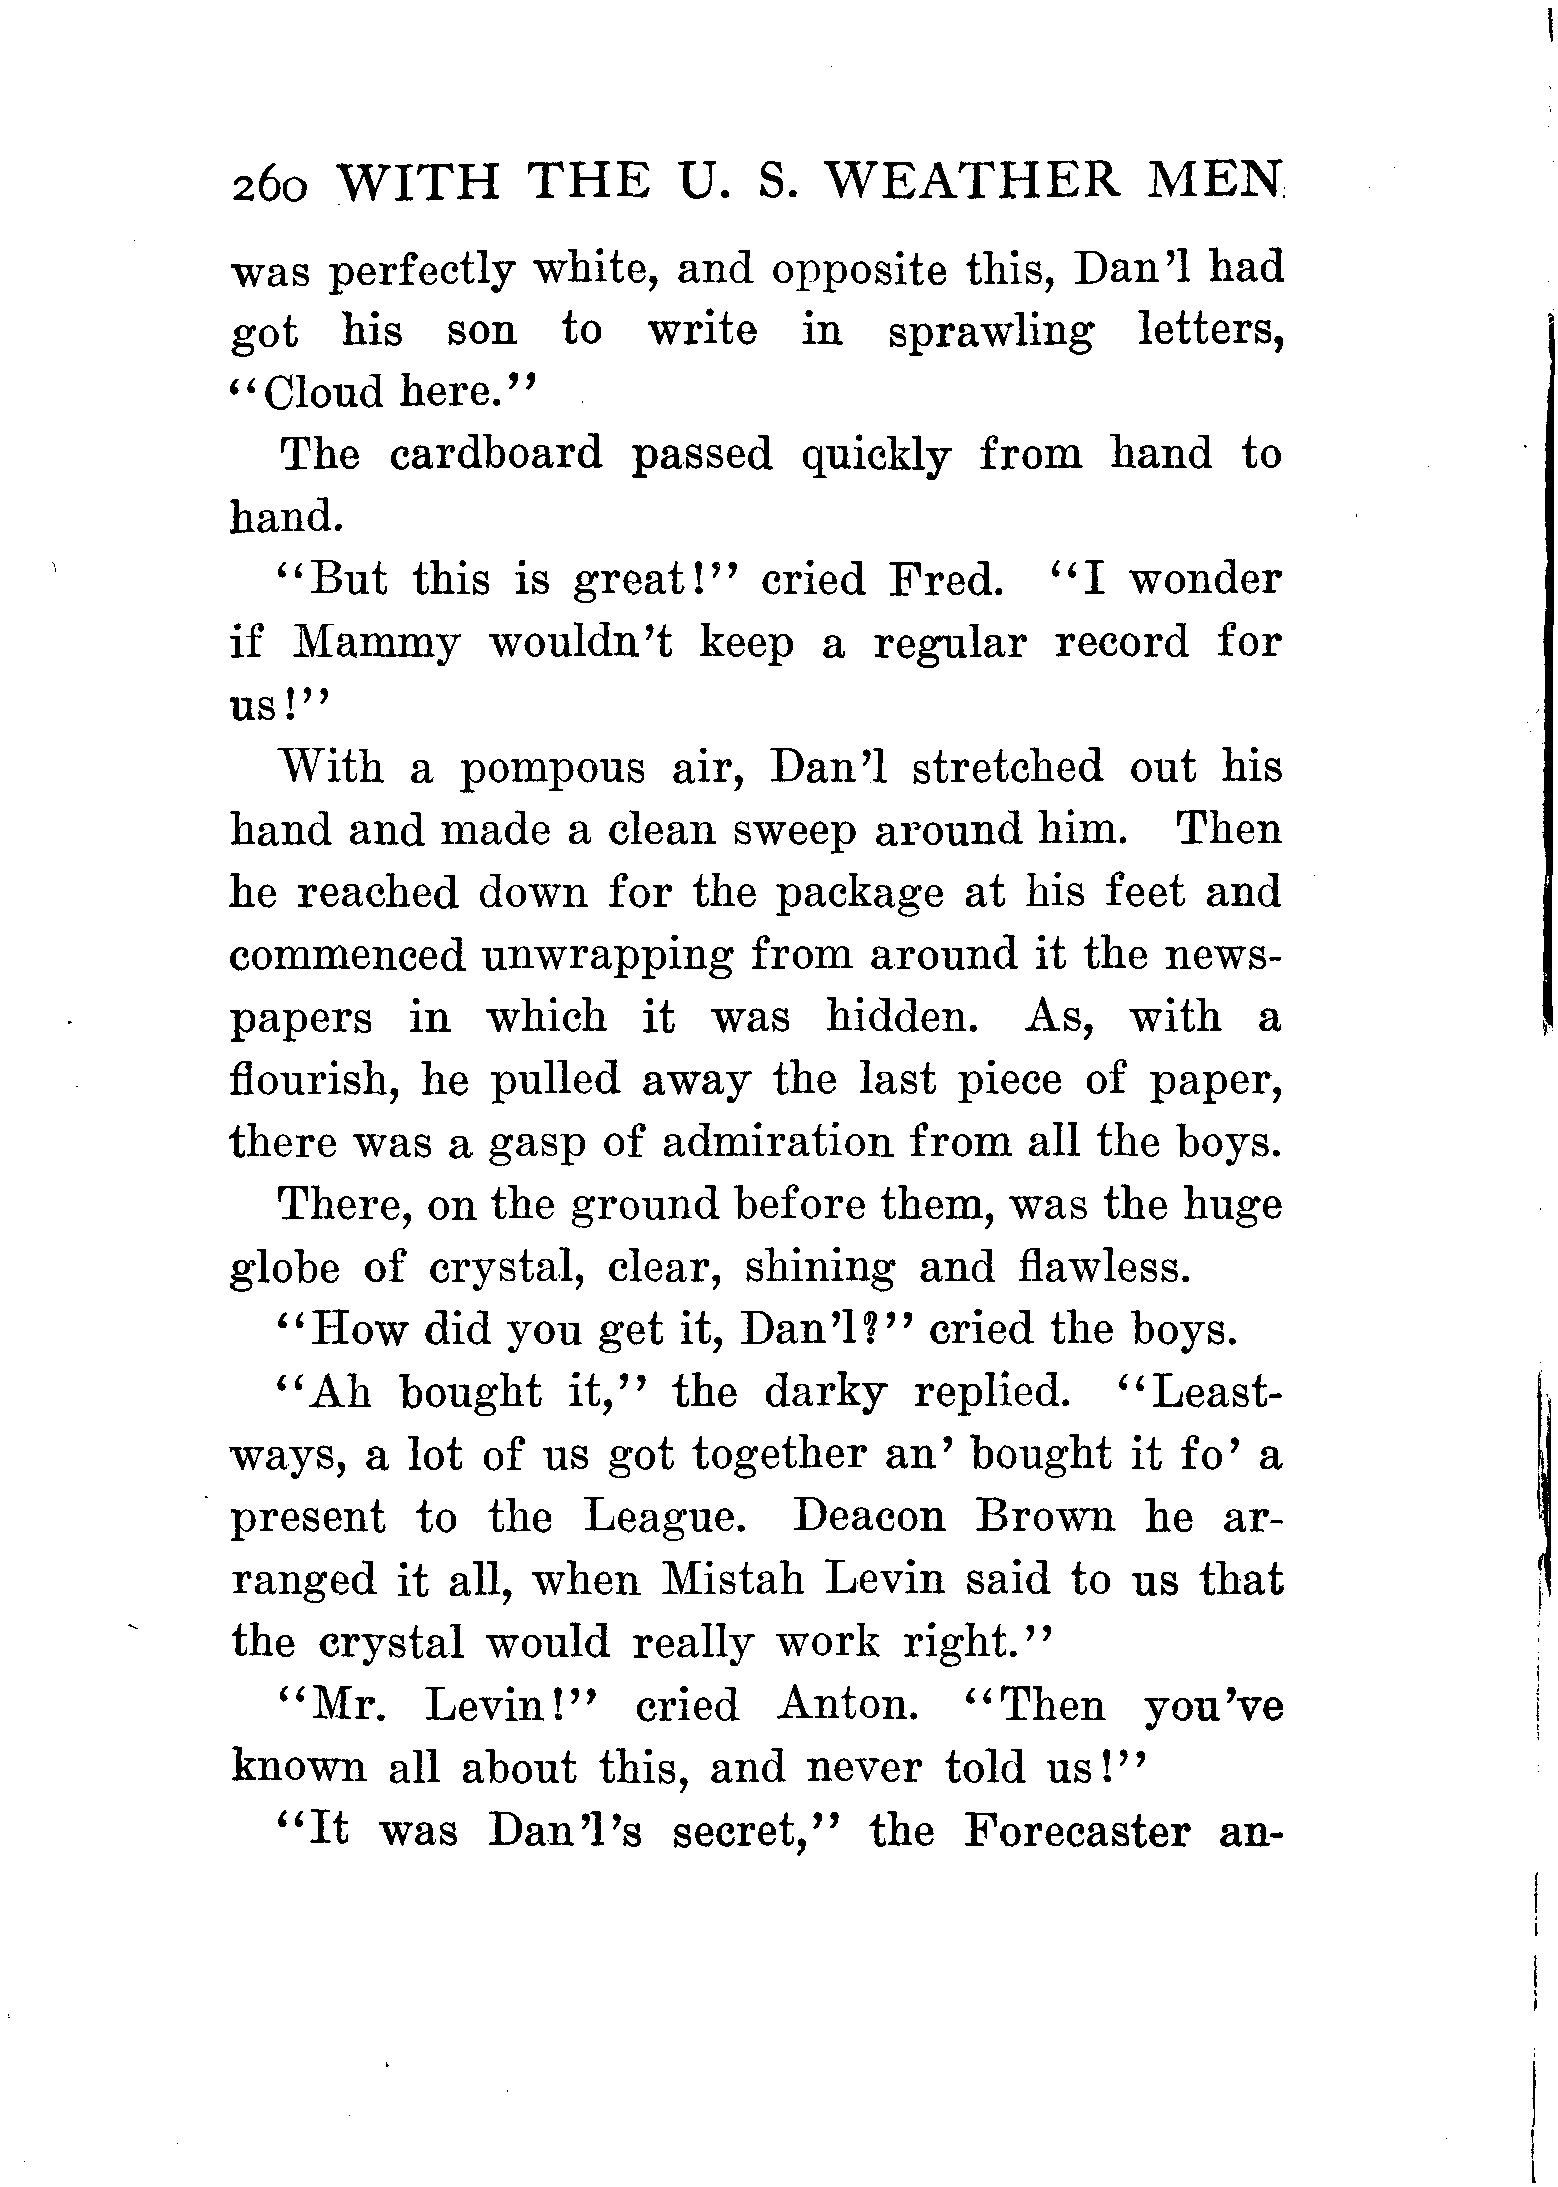 260 WITH THE U. S. WEATHER MEN
was perfectly white, and opposite this, Dan'l had
got his son to write in sprawling letters,
"Cloud here."
The cardboard passed quickly from hand to
hand.
"But this is great!" cried Fred. "I wonder
if Mammy wouldn't keep a regular record for
us!"
With a pompous air, Dan'l stretched out his
hand and made a clean sweep around him. Then
he reached down for the package at his feet and
commenced unwrapping from around it the news-
papers in which it was hidden. As, with a
flourish, he pulled away the last piece of paper,
there was a gasp of admiration from all the boys.
There, on the ground before them, was the huge
globe of crystal, clear, shining and flawless.
"How did you get it, Dan'l?" cried the boys.
"Ah bought it," the darky replied. "Least-
ways, a lot of us got together an' bought it fo' a
present to the League. Deacon Brown he ar-
ranged it all, when Mistah Levin said to us that
the crystal would really work right."
"Mr. Levin!" cried Anton. "Then you've
known all about this, and never told us!"
"It was Dan'l's secret," the Forecaster an-